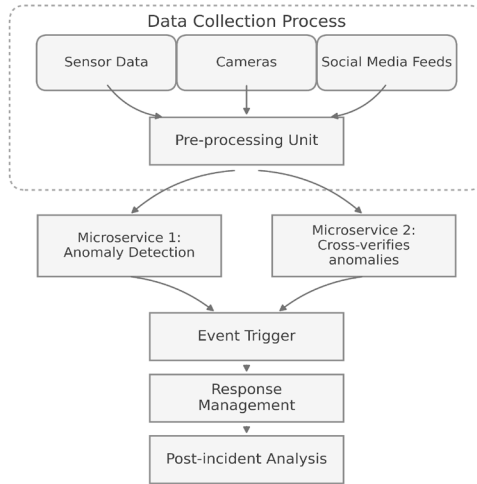 Data Collection Process
Sensor Data
Cameras
Social Media Feeds
Pre-processing Unit
Microservice 1:
Anomaly Detection
Microservice 2:
Cross-verifies
anomalies
Event Trigger
Response
Management
Post-incident Analysis